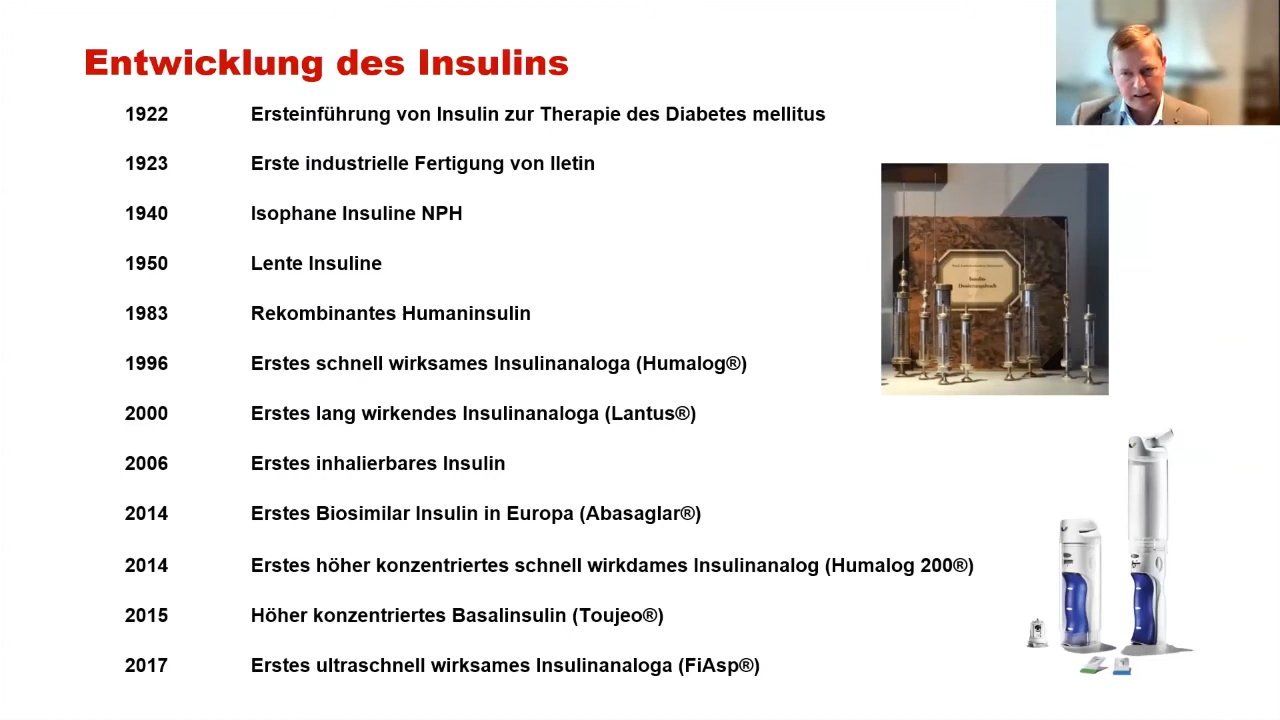 Entwicklung des Insulins
1922 Ersteinführung von Insulin zur Therapie des Diabetes mellitus
1923 Erste industrielle Fertigung von Iletin
1940 Isophane Insuline NPH
1950 Lente Insuline
1983 Rekombinantes Humaninsulin
1996 Erstes schnell wirksames Insulinanaloga (Humalog®)
2000 Erstes lang wirkendes Insulinanaloga (Lantus®)
2006 Erstes inhalierbares Insulin
2014 Erstes Biosimilar Insulin in Europa (Abasaglar®)
2014 Erstes höher konzentriertes schnell wirkdames Insulinanalog (Humalog 200®)
2015 Höher konzentriertes Basalinsulin (Toujeo®)
2017 Erstes ultraschnell wirksames Insulinanaloga (FiAsp®)
Insulin-